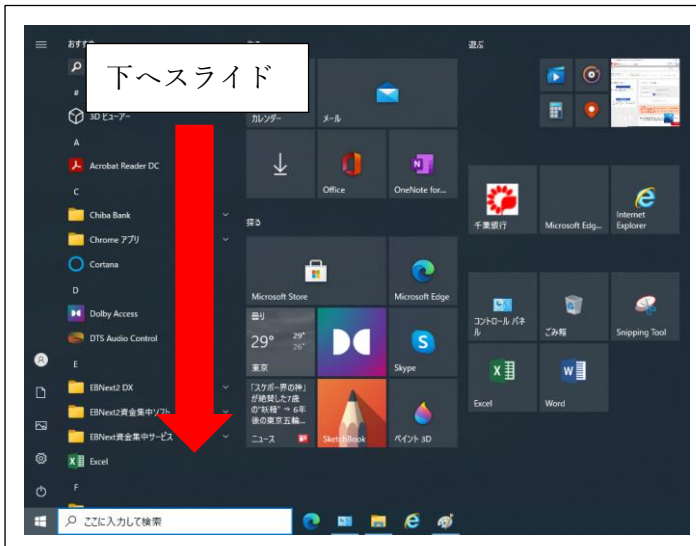 おすす
下へスライド
遊ぶ
#
3D ビューアー
A
Acrobat Reader DC
C
Chiba Bank
Chrome アプリ
Cortana
D
Dolby Access
DTS Audio Control
E
EBNext2 DX
EBNext2資金集中ソフト
EBNext資金集中サービス
Excel
F
カレンダー
メール
Office
OneNote for...
探る
Microsoft Store
Microsoft Edge
曇り
29°
29°
26°
東京
Skype
「スケボー界の神」
が絶賛した7歳
の"妖精" ⇒ 6年
後の東京五輪...
ニュース
SketchBook
ペイント 3D
千葉銀行
Microsoft Edg...
Internet
Explorer
コントロール パネ
ル
ごみ箱
Snipping Tool
Excel
Word
ここに入力して検索